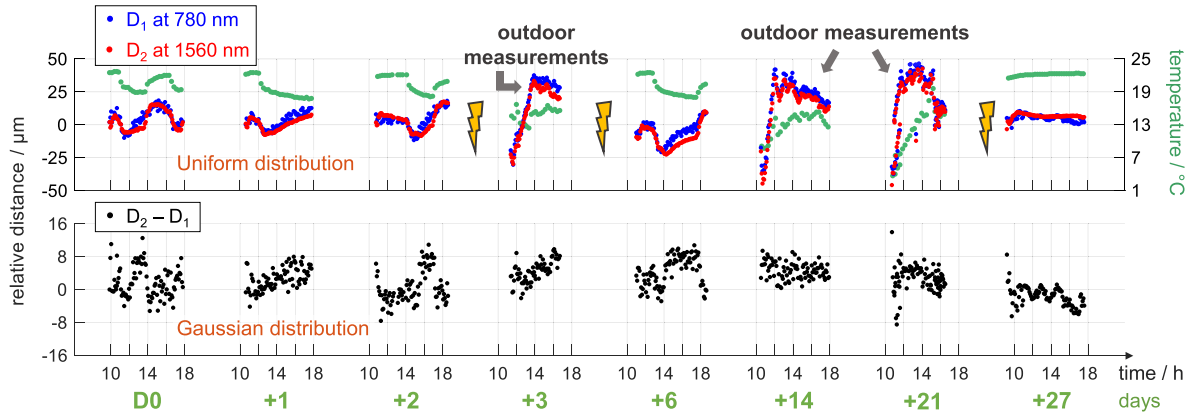 D₁ at 780 nm
D₂ at 1560 nm
outdoor
measurements
outdoor measurements
50
25
0
-25
-50
25
19
13
7
1
temperature / °C
Uniform distribution
relative distance / µm
D₂ – D₁
16
8
0
-8
-16
Gaussian distribution
10 14 18 10 14 18 10 14 18 10 14 18 10 14 18 10 14 18 10 14 18 10 14 18 time / h
D0 +1 +2 +3 +6 +14 +21 +27 days